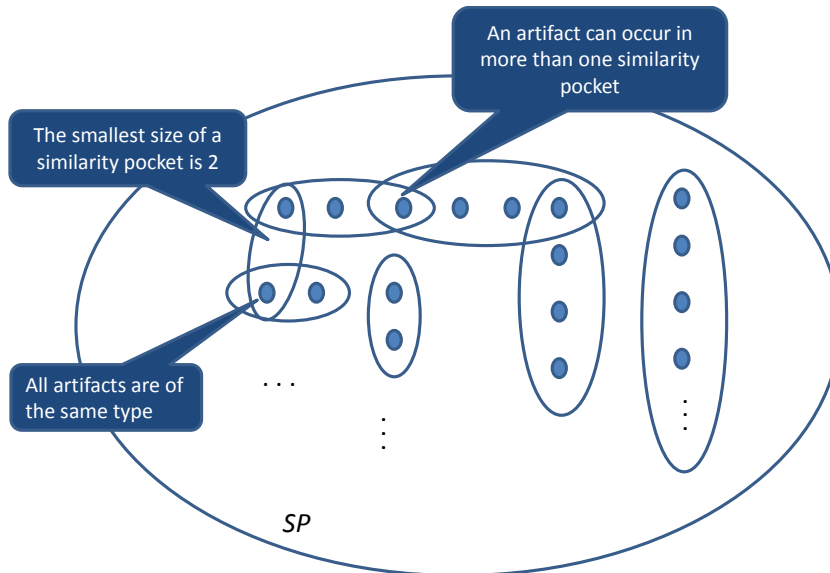 An artifact can occur in
more than one similarity
pocket
The smallest size of a
similarity pocket is 2
All artifacts are of
the same type
. . .
. . .
. . .
SP